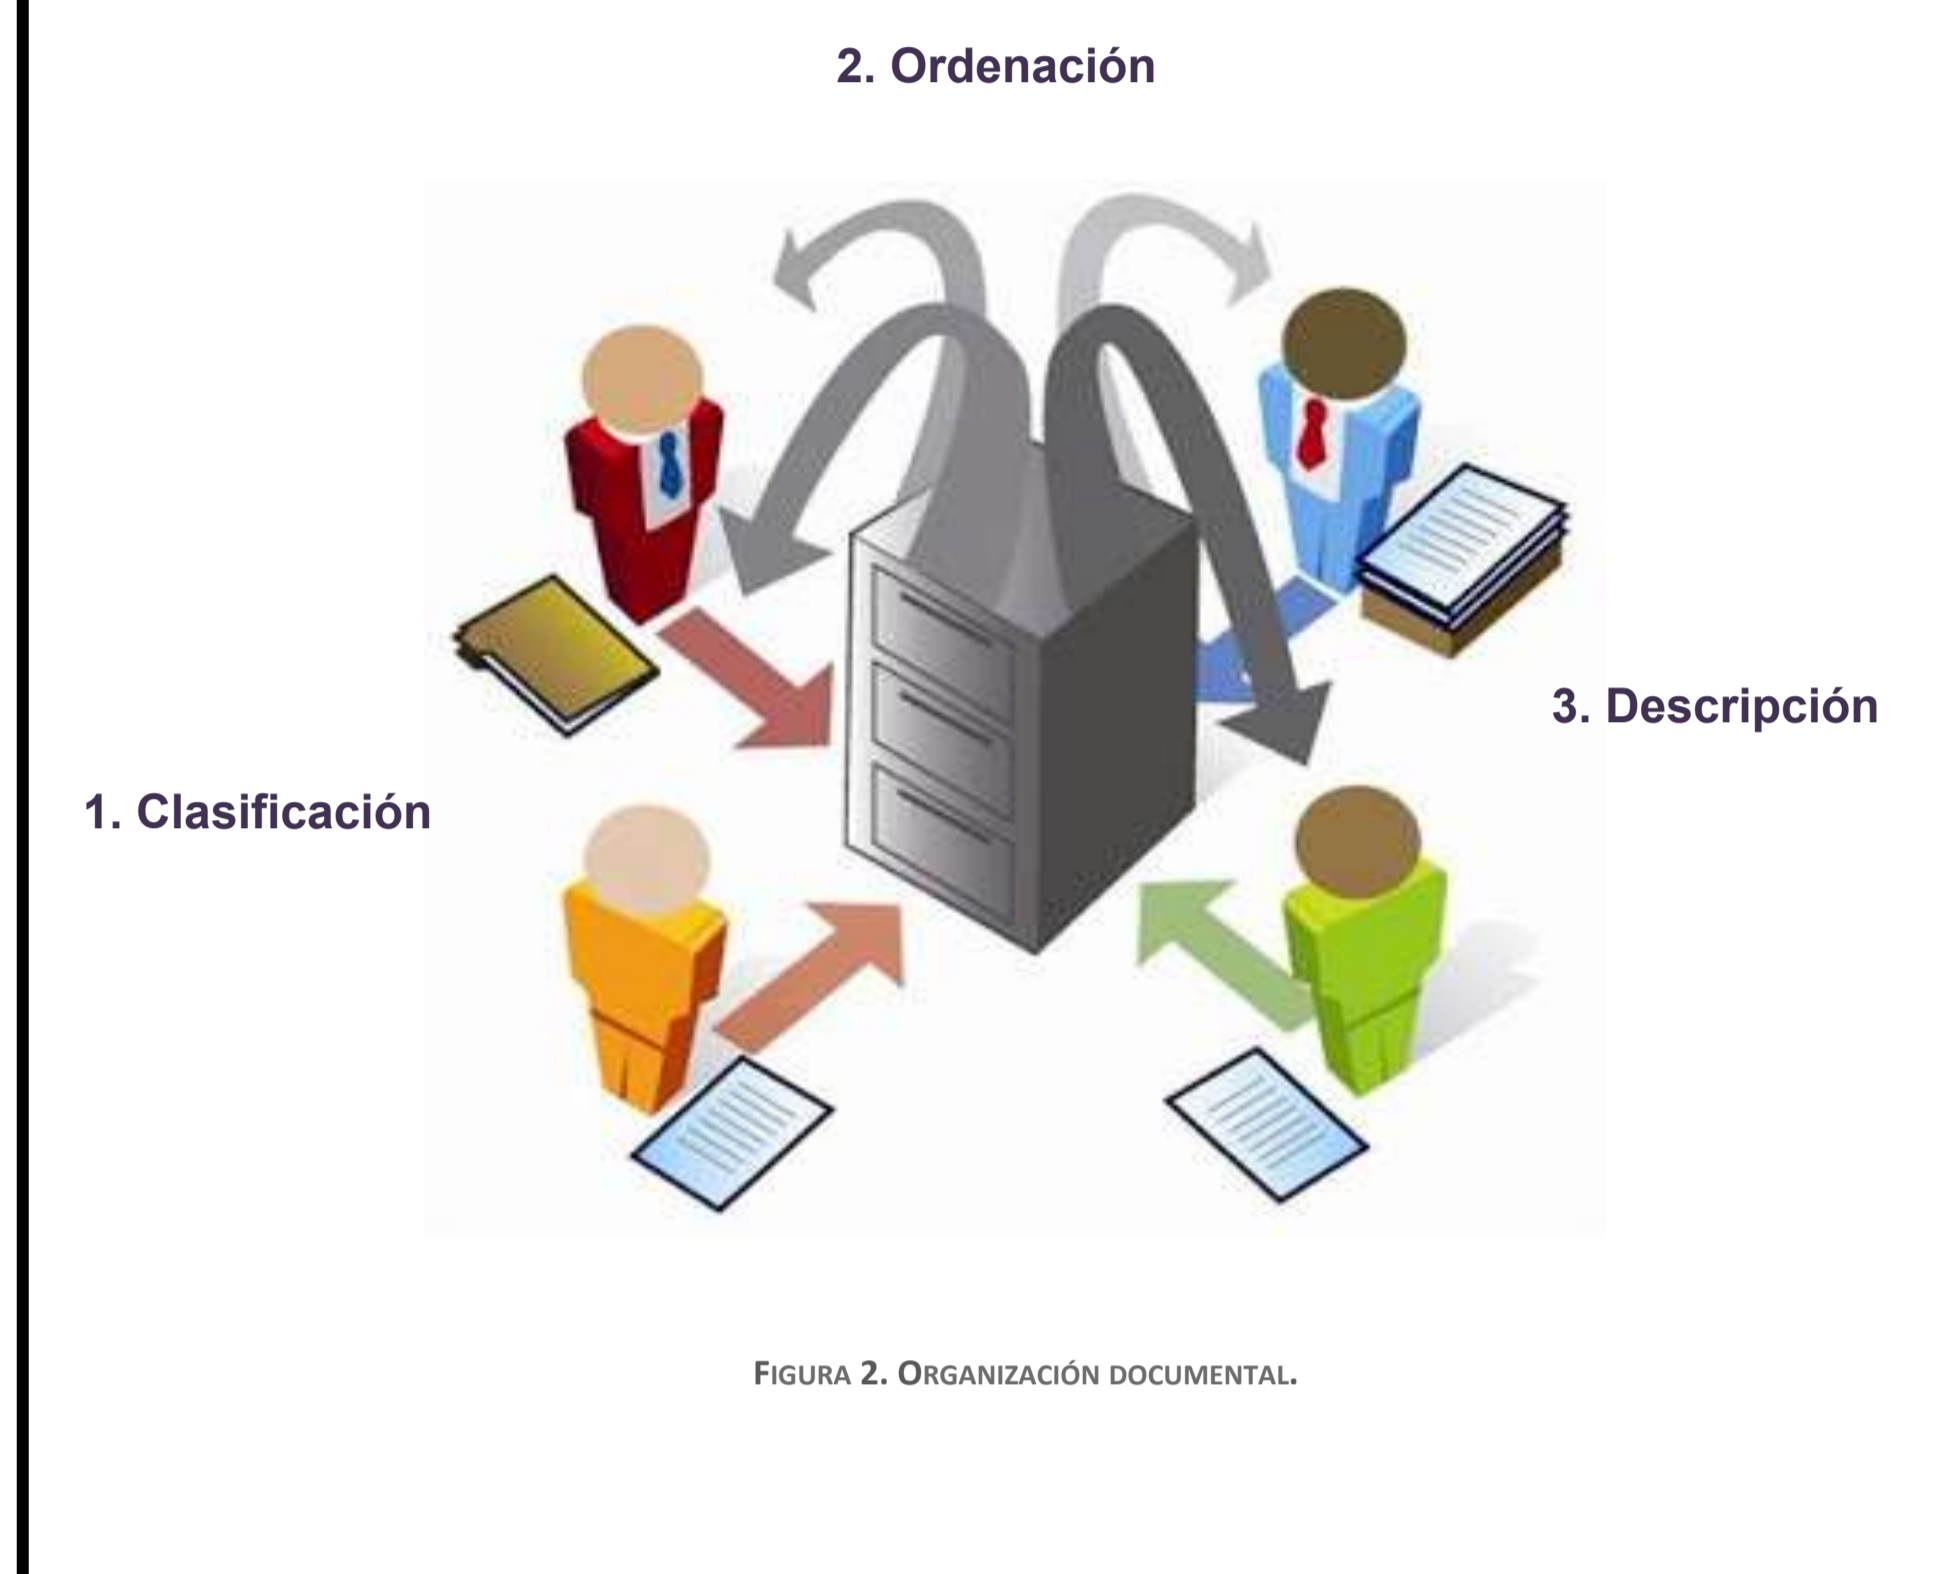 2. Ordenación
3. Descripción
1. Clasificación
FIGURA 2. ORGANIZACIÓN DOCUMENTAL.